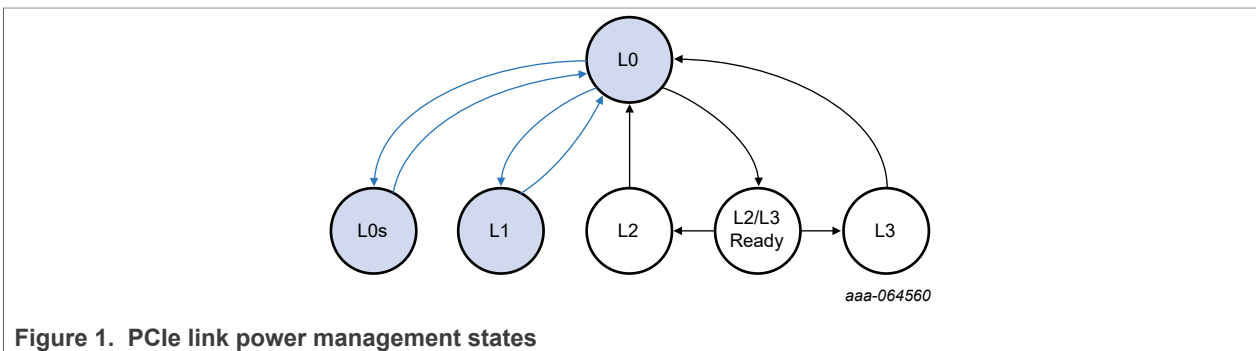 L0
L0s
L1
L2
L2/L3
Ready
L3
aaa-064560
Figure 1. PCIe link power management states